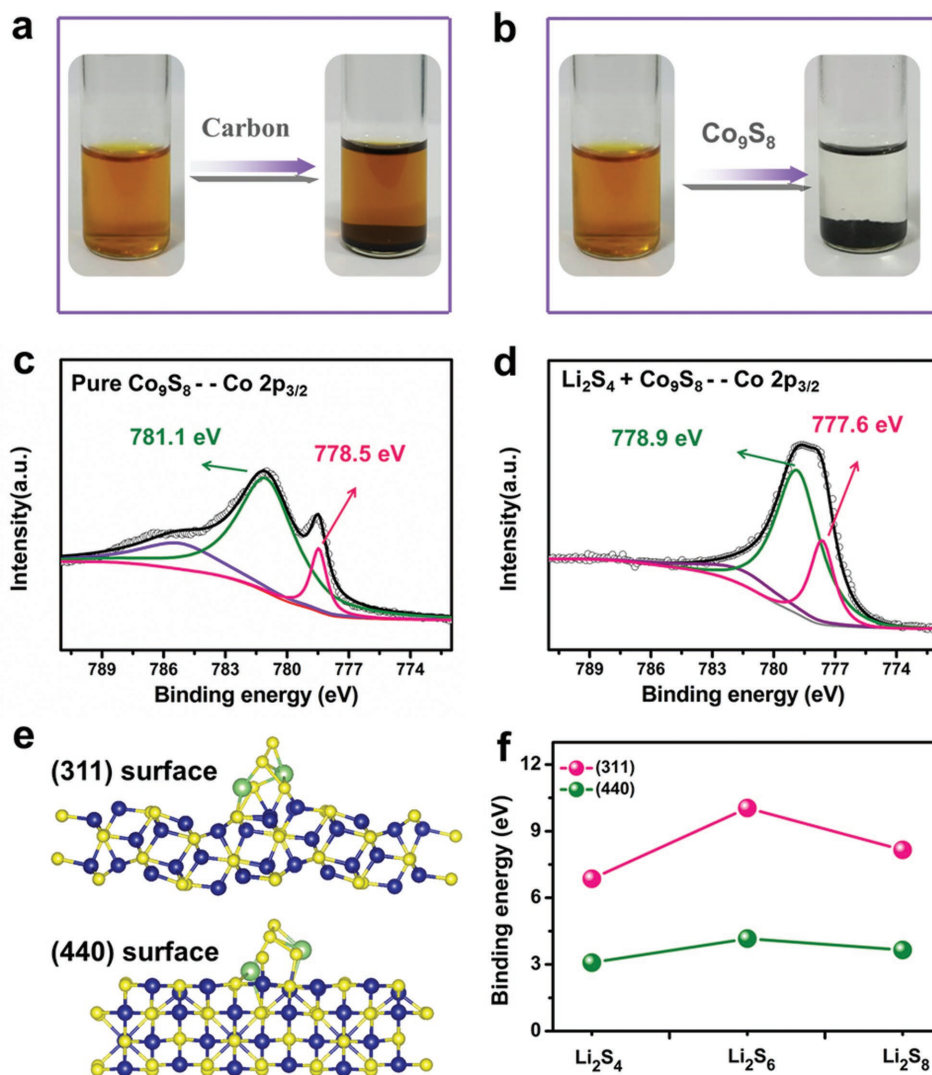 a
Carbon
b
Co₉S₈
c
Pure Co₉S₈ - - Co 2p₃/₂
781.1 eV
778.5 eV
Intensity(a.u.)
789 786 783 780 777 774
Binding energy (eV)
d
Li₂S₄ + Co₉S₈ - - Co 2p₃/₂
778.9 eV
777.6 eV
Intensity(a.u.)
789 786 783 780 777 774
Binding energy (eV)
e
(311) surface
(440) surface
f
(311)
(440)
12
9
6
3
0
Binding energy (eV)
Li₂S₄ Li₂S₆ Li₂S₈